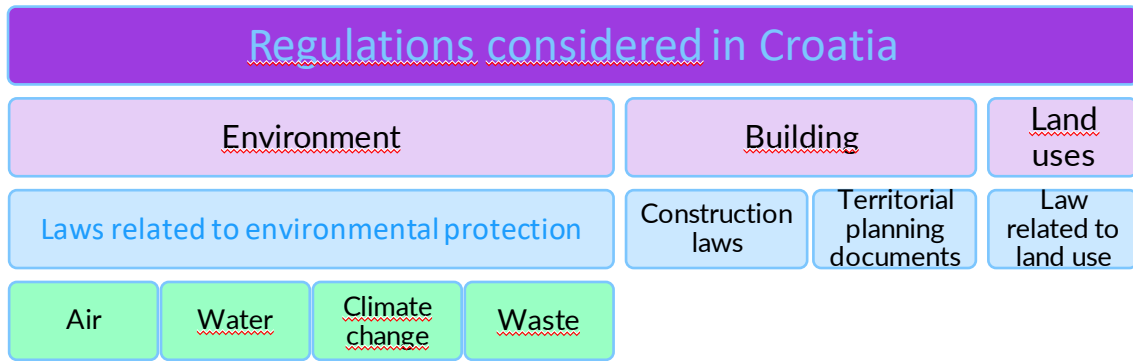 Regulations considered in Croatia
Environment
Building
Land
uses
Laws related to environmental protection
Construction
laws
Territorial
planning
documents
Law
related to
land use
Air
Water
Climate
change
Waste